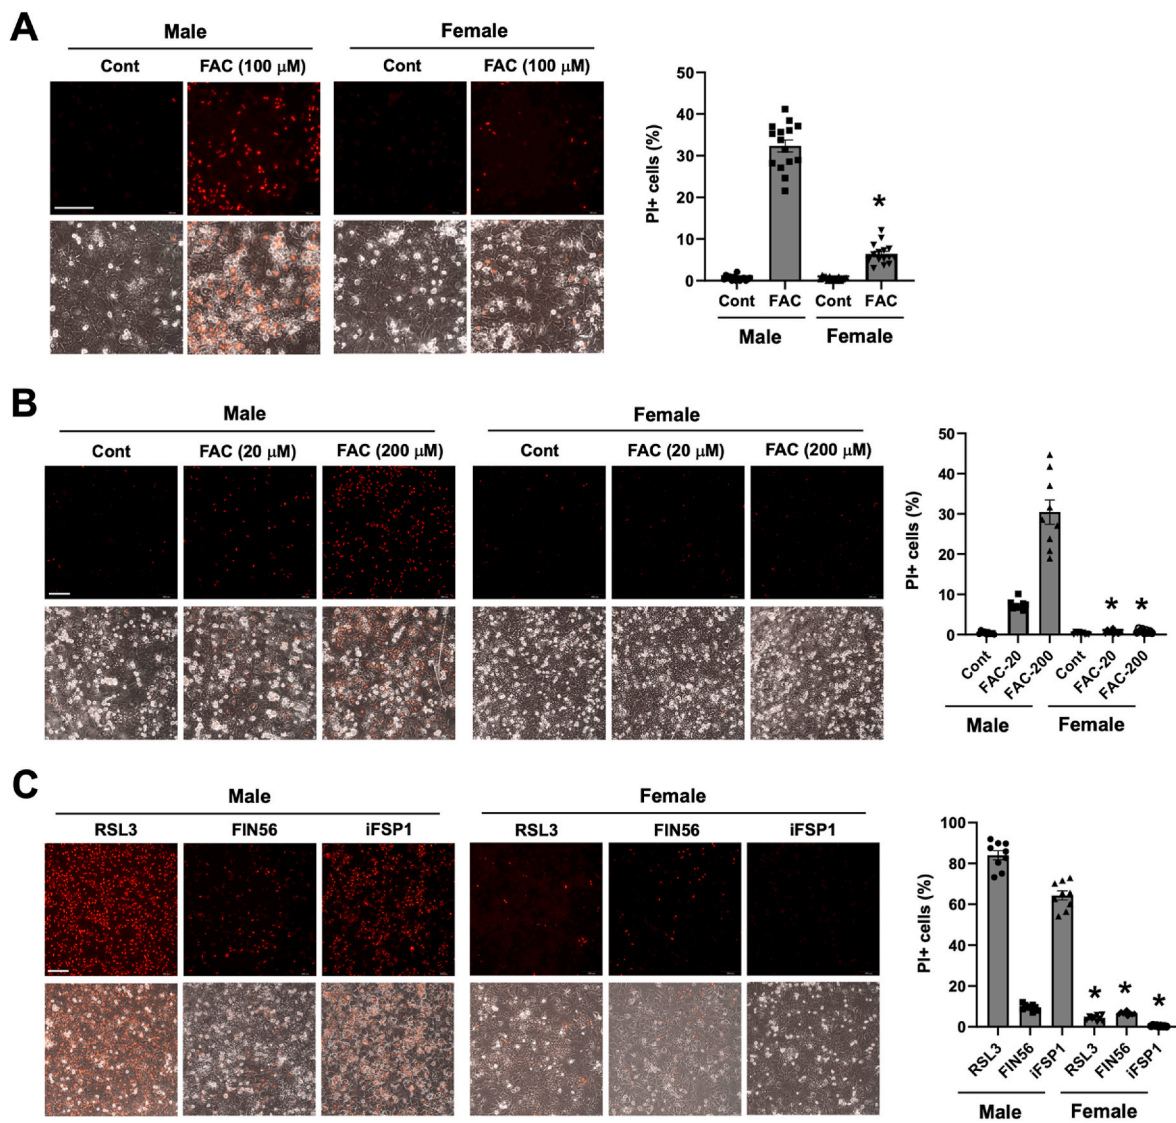 A
Male
Female
Cont
FAC (100 μM)
Cont
FAC (100 μM)
PI+ cells (%)
50
40
30
20
10
0
*
Cont
FAC
Cont
FAC
Male
Female
B
Male
Female
Cont
FAC (20 μM)
FAC (200 μM)
Cont
FAC (20 μM)
FAC (200 μM)
PI+ cells (%)
50
40
30
20
10
0
*
*
Cont
FAC-20
FAC-200
Cont
FAC-20
FAC-200
Male
Female
C
Male
Female
RSL3
FIN56
iFSP1
RSL3
FIN56
iFSP1
PI+ cells (%)
100
80
60
40
20
0
*
*
*
RSL3
FIN56
iFSP1
RSL3
FIN56
iFSP1
Male
Female